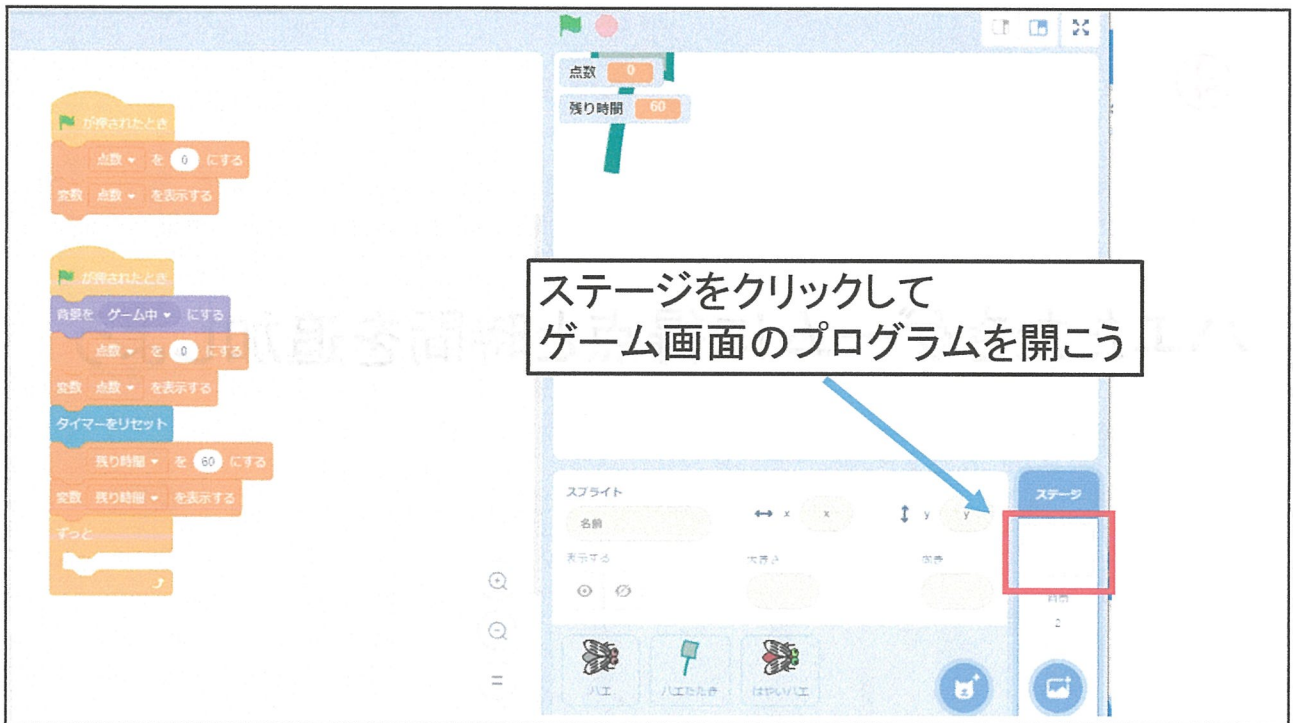 点数 0
残り時間 60
が押されたとき
点数 を 0 にする
変数 点数 を表示する
が押されたとき
背景を ゲーム中 にする
点数 を 0 にする
変数 点数 を表示する
タイマーをリセット
残り時間 を 60 にする
変数 残り時間 を表示する
ずっと
ステージをクリックして
ゲーム画面のプログラムを開こう
スプライト
名前
x x
y y
表示する
大きさ
向き
ハエ
ハエたたき
はやいハエ
ステージ
背景
2